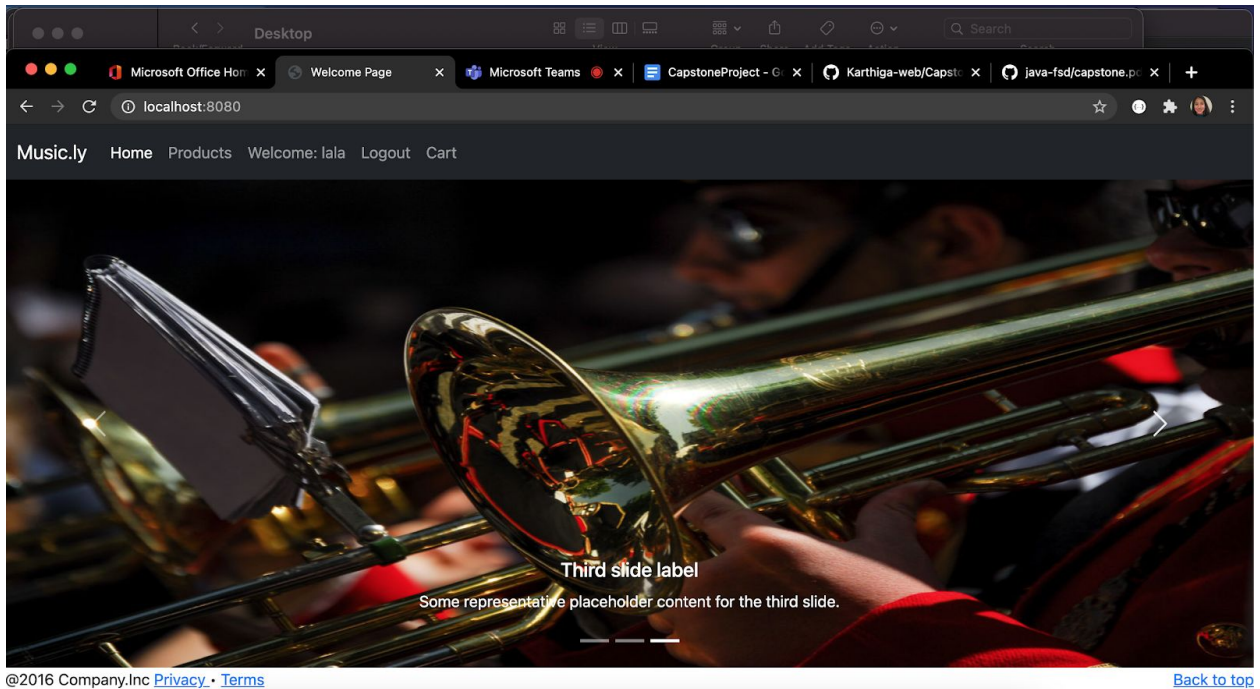 Desktop
Search
Microsoft Office Hom
Welcome Page
Microsoft Teams
CapstoneProject - G
Karthiga-web/Capsto
java-fsd/capstone.po
localhost:8080
Music.ly Home Products Welcome: lala Logout Cart
Third slide label
Some representative placeholder content for the third slide.
@2016 Company.Inc Privacy • Terms
Back to top